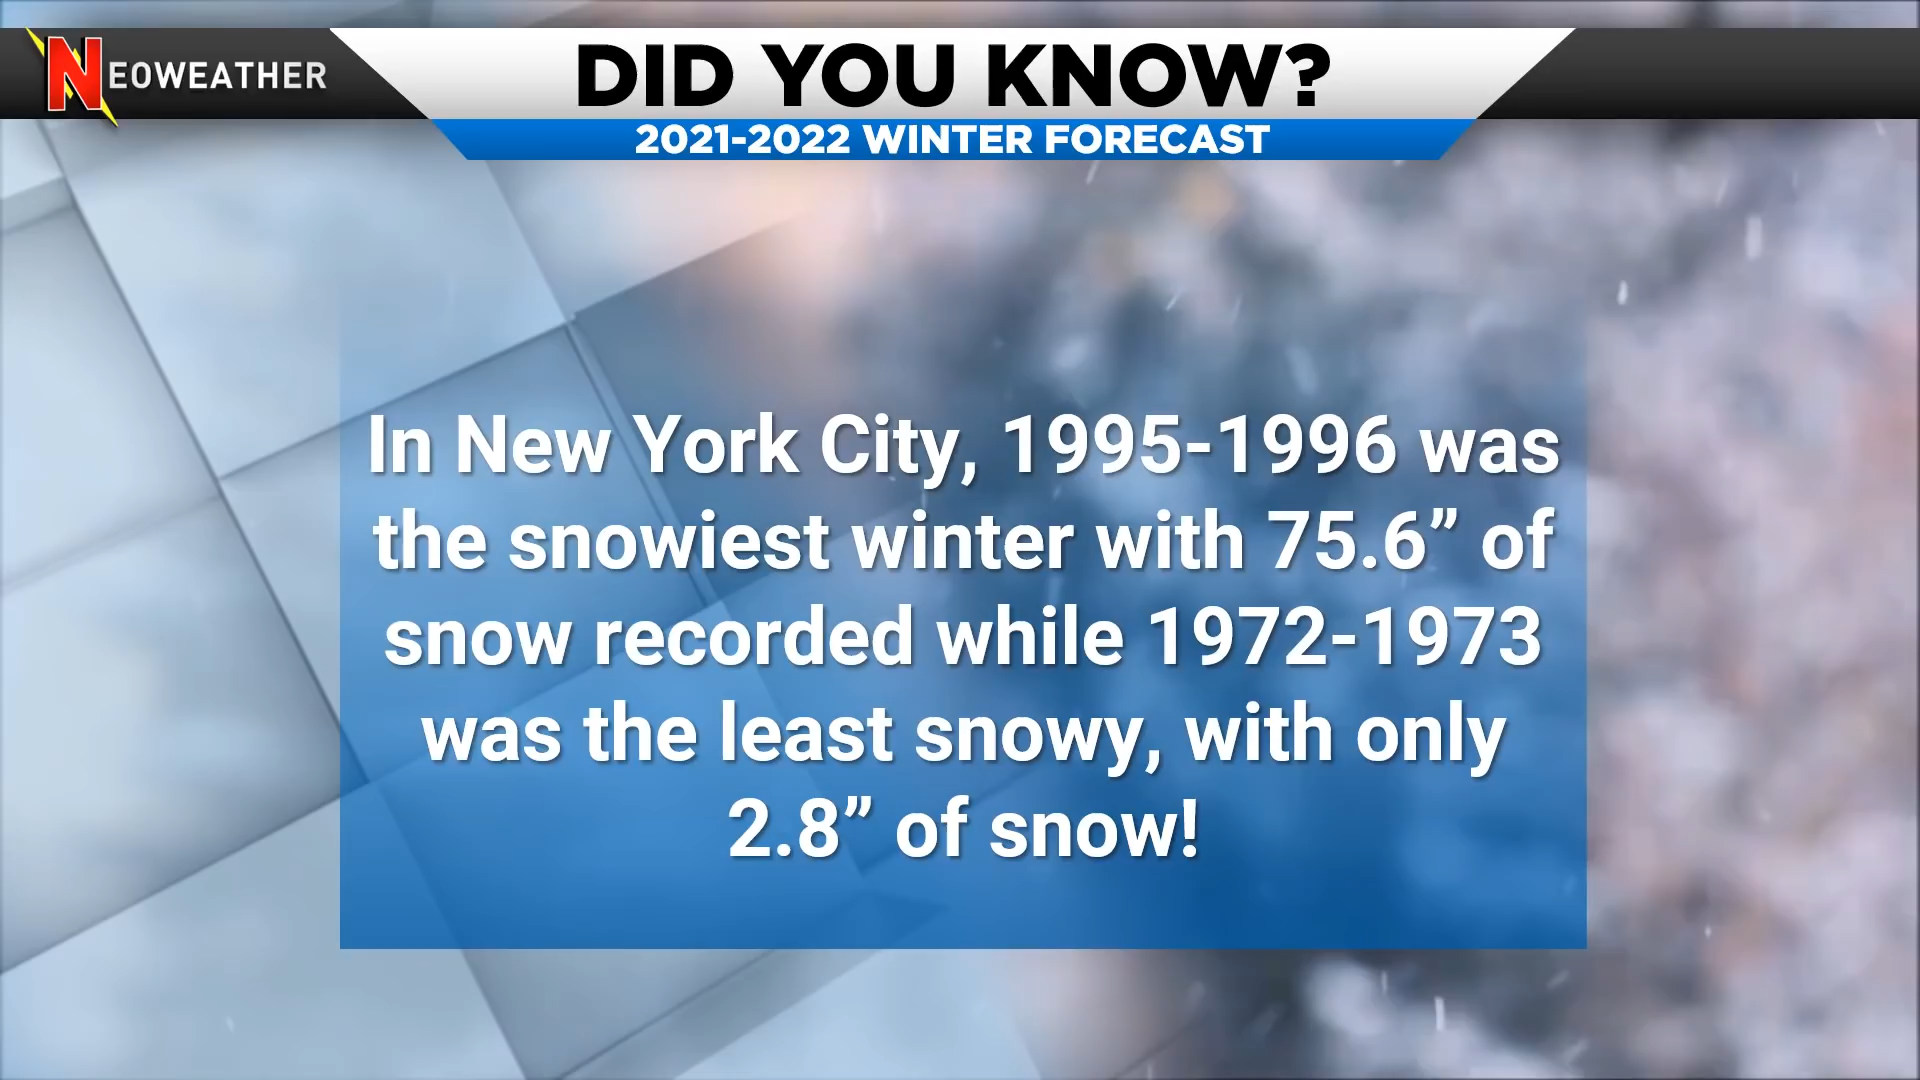 NEOWEATHER
DID YOU KNOW?
2021-2022 WINTER FORECAST
In New York City, 1995-1996 was
the snowiest winter with 75.6” of
snow recorded while 1972-1973
was the least snowy, with only
2.8” of snow!